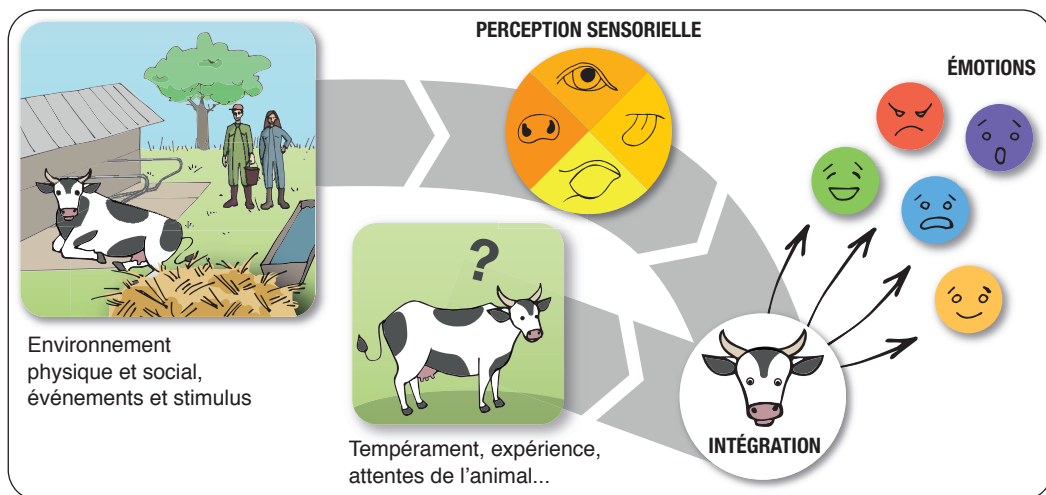 PERCEPTION SENSORIELLE
ÉMOTIONS
?
Environnement
physique et social,
événements et stimulus
Tempérament, expérience,
attentes de l'animal...
INTÉGRATION